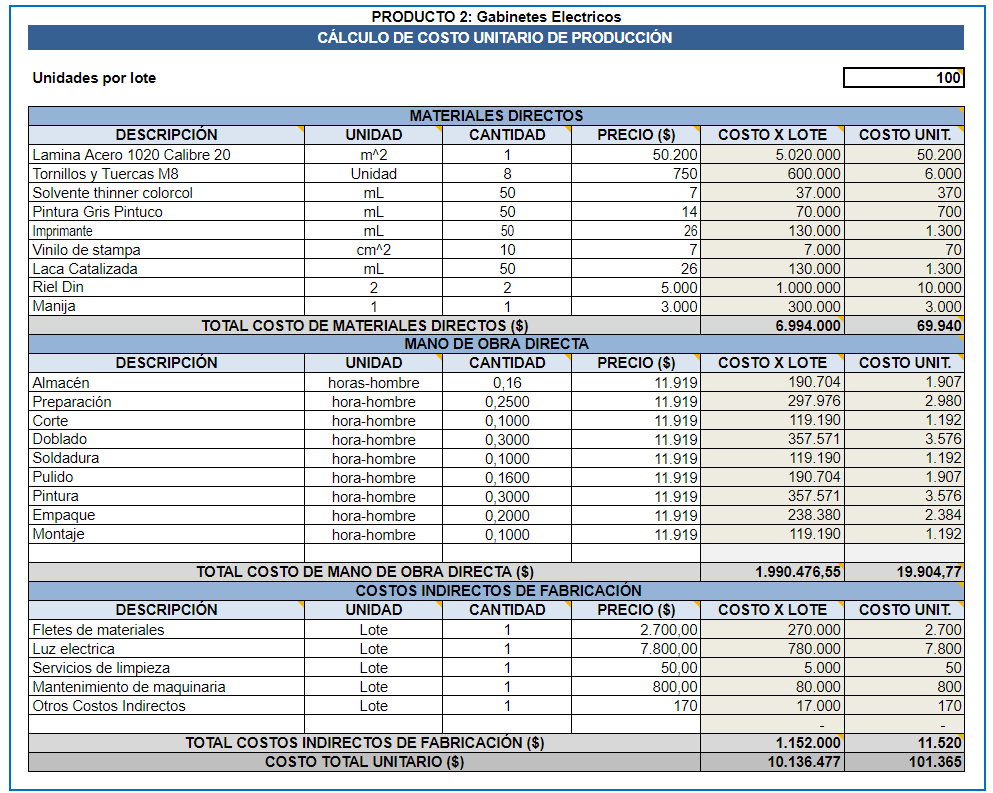 PRODUCTO 2: Gabinetes Electricos
CÁLCULO DE COSTO UNITARIO DE PRODUCCIÓN
Unidades por lote 100
MATERIALES DIRECTOS
DESCRIPCIÓN UNIDAD CANTIDAD PRECIO ($) COSTO X LOTE COSTO UNIT.
Lamina Acero 1020 Calibre 20 m^2 1 50.200 5.020.000 50.200
Tornillos y Tuercas M8 Unidad 8 750 600.000 6.000
Solvente thinner colorcol mL 50 7 37.000 370
Pintura Gris Pintuco mL 50 14 70.000 700
Imprimante mL 50 26 130.000 1.300
Vinilo de stampa cm^2 10 7 7.000 70
Laca Catalizada mL 50 26 130.000 1.300
Riel Din 2 2 5.000 1.000.000 10.000
Manija 1 1 3.000 300.000 3.000
TOTAL COSTO DE MATERIALES DIRECTOS ($) 6.994.000 69.940
MANO DE OBRA DIRECTA
DESCRIPCIÓN UNIDAD CANTIDAD PRECIO ($) COSTO X LOTE COSTO UNIT.
Almacén horas-hombre 0,16 11.919 190.704 1.907
Preparación hora-hombre 0,2500 11.919 297.976 2.980
Corte hora-hombre 0,1000 11.919 119.190 1.192
Doblado hora-hombre 0,3000 11.919 357.571 3.576
Soldadura hora-hombre 0,1000 11.919 119.190 1.192
Pulido hora-hombre 0,1600 11.919 190.704 1.907
Pintura hora-hombre 0,3000 11.919 357.571 3.576
Empaque hora-hombre 0,2000 11.919 238.380 2.384
Montaje hora-hombre 0,1000 11.919 119.190 1.192
TOTAL COSTO DE MANO DE OBRA DIRECTA ($) 1.990.476,55 19.904,77
COSTOS INDIRECTOS DE FABRICACIÓN
DESCRIPCIÓN UNIDAD CANTIDAD PRECIO ($) COSTO X LOTE COSTO UNIT.
Fletes de materiales Lote 1 2.700,00 270.000 2.700
Luz electrica Lote 1 7.800,00 780.000 7.800
Servicios de limpieza Lote 1 50,00 5.000 50
Mantenimiento de maquinaria Lote 1 800,00 80.000 800
Otros Costos Indirectos Lote 1 170 17.000 170
- -
TOTAL COSTOS INDIRECTOS DE FABRICACIÓN ($) 1.152.000 11.520
COSTO TOTAL UNITARIO ($) 10.136.477 101.365